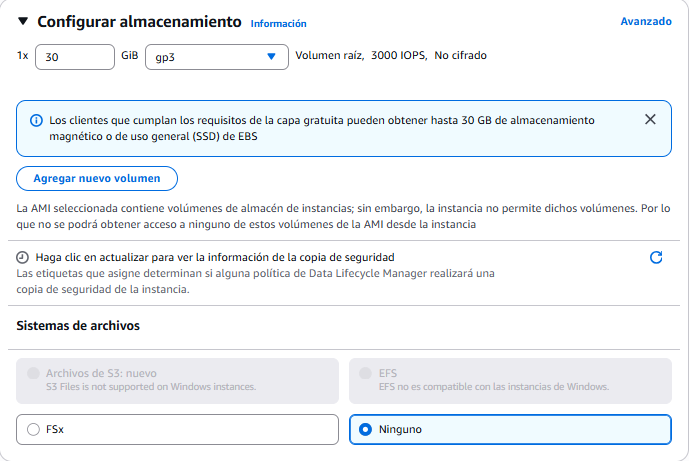 Configurar almacenamiento Información Avanzado
1x 30 GiB gp3 Volumen raíz, 3000 IOPS, No cifrado
Los clientes que cumplan los requisitos de la capa gratuita pueden obtener hasta 30 GB de almacenamiento
magnético o de uso general (SSD) de EBS
Agregar nuevo volumen
La AMI seleccionada contiene volúmenes de almacén de instancias; sin embargo, la instancia no permite dichos volúmenes. Por lo
que no se podrá obtener acceso a ninguno de estos volúmenes de la AMI desde la instancia
Haga clic en actualizar para ver la información de la copia de seguridad
Las etiquetas que asigne determinan si alguna política de Data Lifecycle Manager realizará una
copia de seguridad de la instancia.
Sistemas de archivos
Archivos de S3: nuevo
S3 Files is not supported on Windows instances.
EFS
EFS no es compatible con las instancias de Windows.
FSx
Ninguno